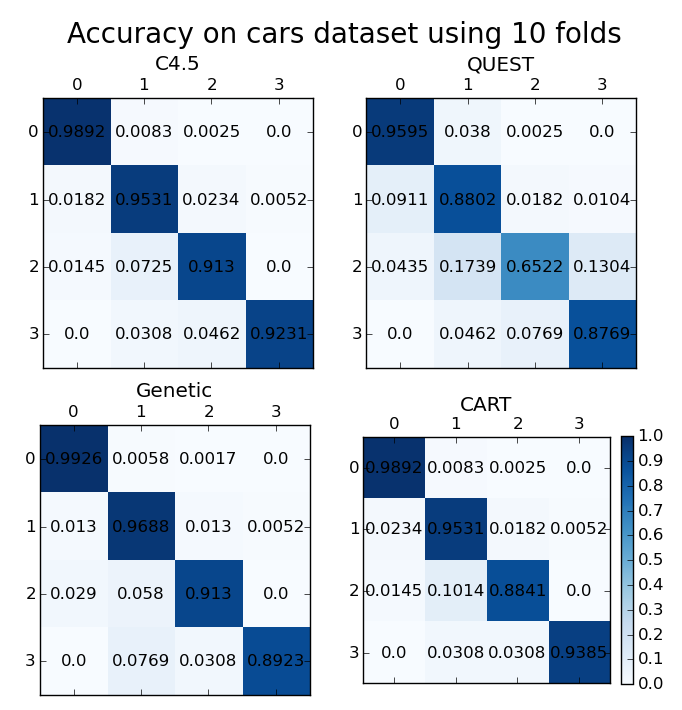 Accuracy on cars dataset using 10 folds
C4.5
0 1 2 3
0 0.9892 0.0083 0.0025 0.0
1 0.0182 0.9531 0.0234 0.0052
2 0.0145 0.0725 0.913 0.0
3 0.0 0.0308 0.0462 0.9231
QUEST
0 1 2 3
0 0.9595 0.038 0.0025 0.0
1 0.0911 0.8802 0.0182 0.0104
2 0.0435 0.1739 0.6522 0.1304
3 0.0 0.0462 0.0769 0.8769
Genetic
0 1 2 3
0 0.9926 0.0058 0.0017 0.0
1 0.013 0.9688 0.013 0.0052
2 0.029 0.058 0.913 0.0
3 0.0 0.0769 0.0308 0.8923
CART
0 1 2 3
0 0.9892 0.0083 0.0025 0.0
1 0.0234 0.9531 0.0182 0.0052
2 0.0145 0.1014 0.8841 0.0
3 0.0 0.0308 0.0308 0.9385
1.0
0.9
0.8
0.7
0.6
0.5
0.4
0.3
0.2
0.1
0.0